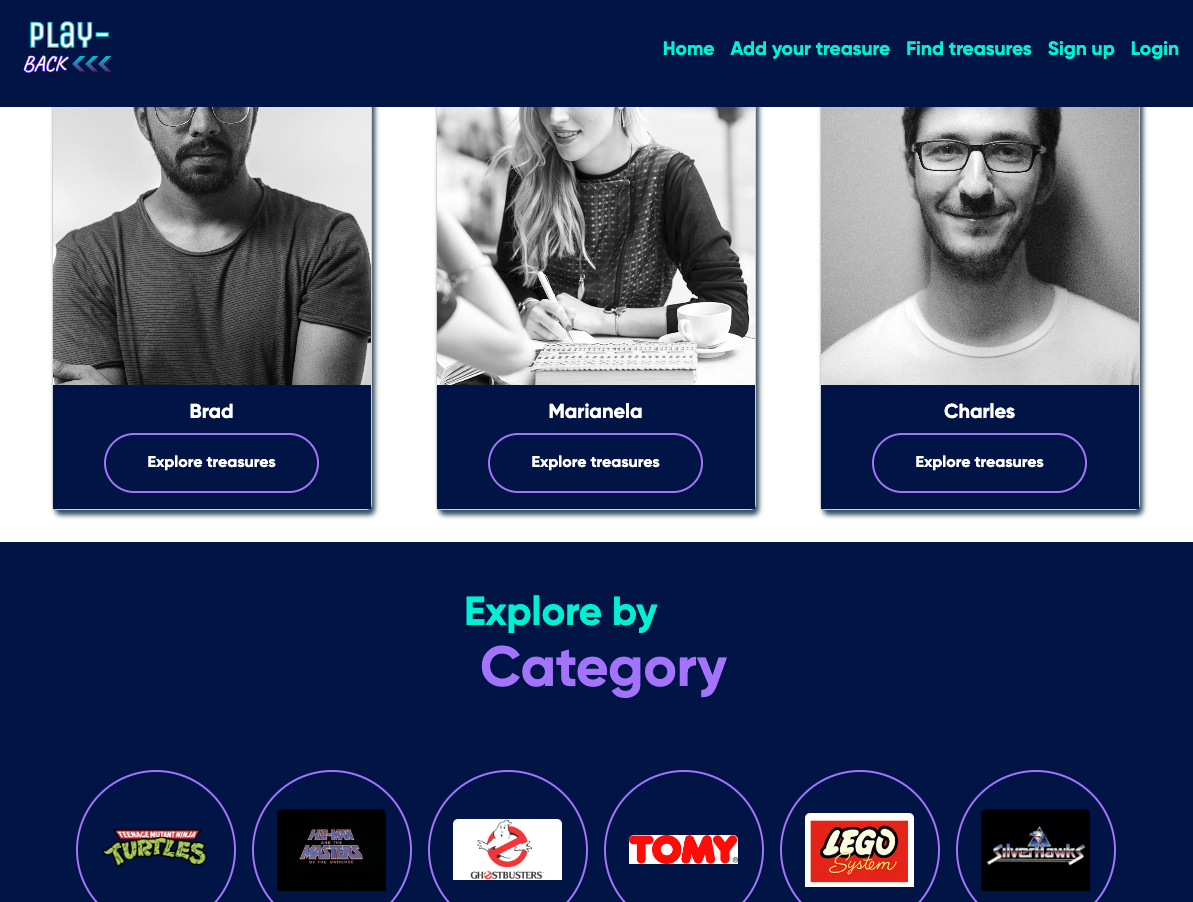 PLAY-
BACK
Home Add your treasure Find treasures Sign up Login
Brad Marianela Charles
Explore treasures Explore treasures Explore treasures
Explore by
Category
TEENAGE MUTANT NINJA
TURTLES
HE-MAN
AND THE
MASTERS
OF THE UNIVERSE
GHOSTBUSTERS
TOMY®
LEGO
System
SILVERHAWKS